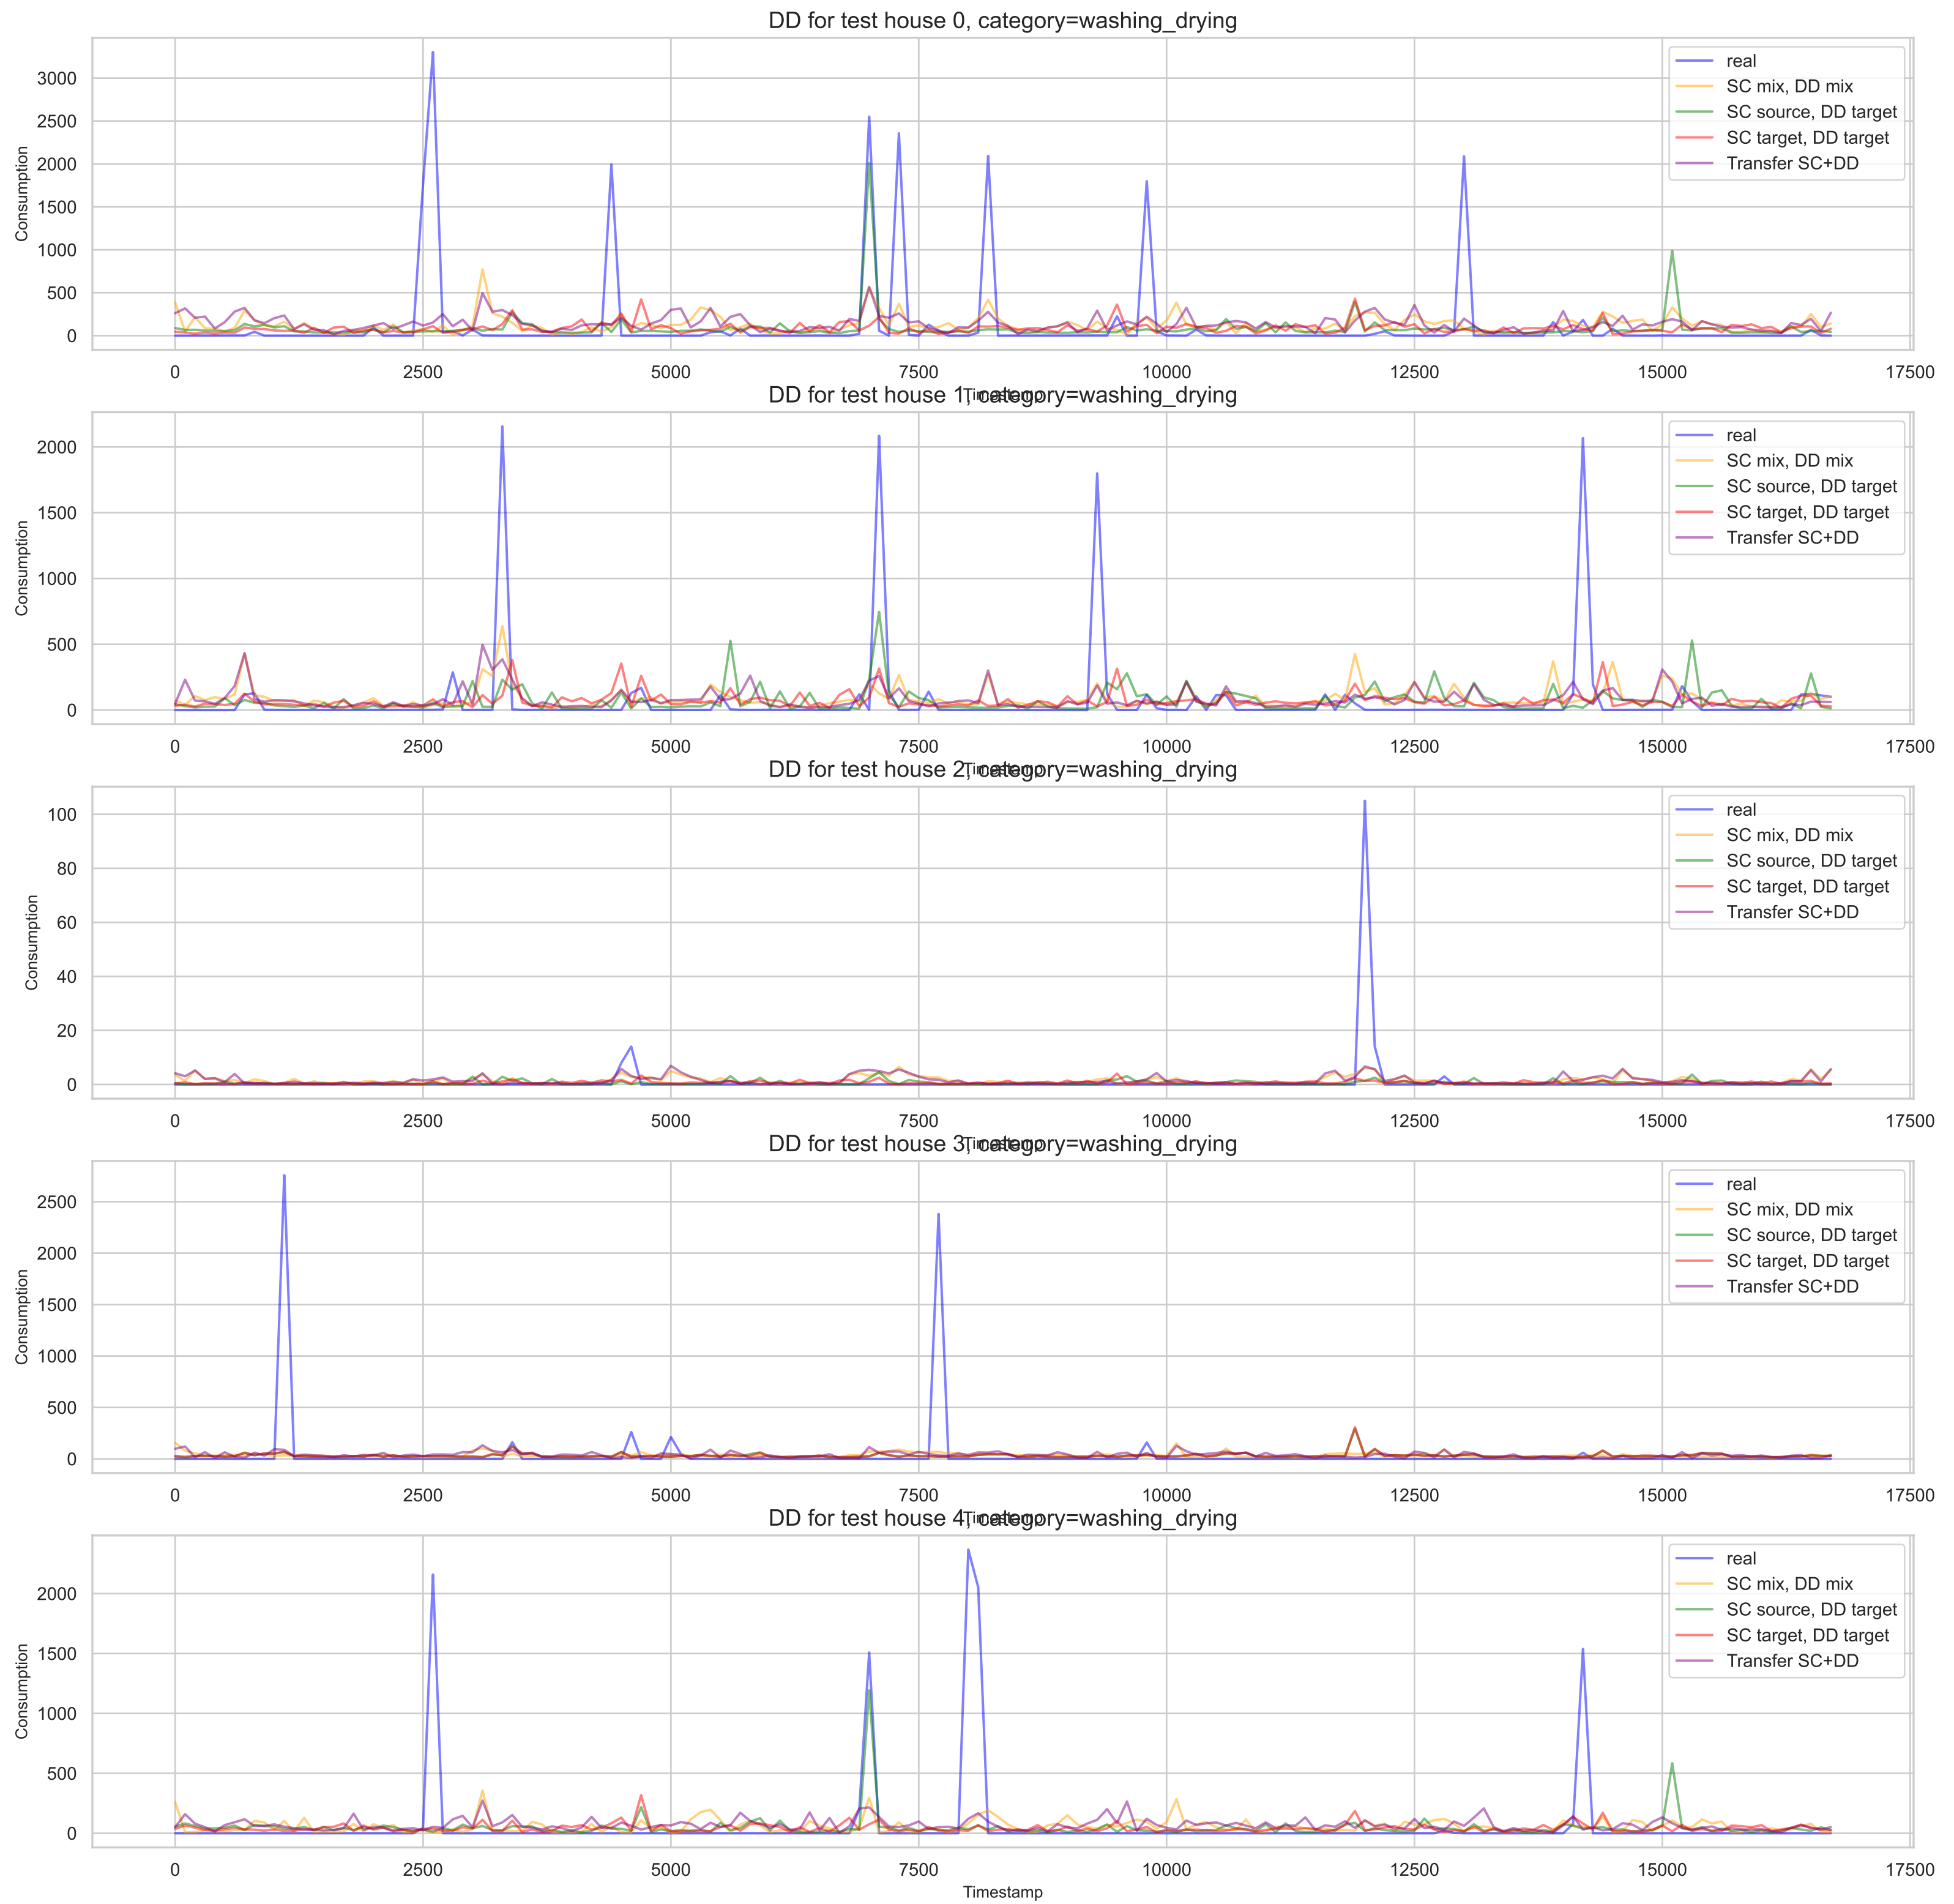 DD for test house 0, category=washing_drying
Consumption
3000
2500
2000
1500
1000
500
0
real
SC mix, DD mix
SC source, DD target
SC target, DD target
Transfer SC+DD
0 2500 5000 7500 10000 12500 15000 17500
Timestamp
DD for test house 1, category=washing_drying
Consumption
2000
1500
1000
500
0
real
SC mix, DD mix
SC source, DD target
SC target, DD target
Transfer SC+DD
0 2500 5000 7500 10000 12500 15000 17500
Timestamp
DD for test house 2, category=washing_drying
Consumption
100
80
60
40
20
0
real
SC mix, DD mix
SC source, DD target
SC target, DD target
Transfer SC+DD
0 2500 5000 7500 10000 12500 15000 17500
Timestamp
DD for test house 3, category=washing_drying
Consumption
2500
2000
1500
1000
500
0
real
SC mix, DD mix
SC source, DD target
SC target, DD target
Transfer SC+DD
0 2500 5000 7500 10000 12500 15000 17500
Timestamp
DD for test house 4, category=washing_drying
Consumption
2000
1500
1000
500
0
real
SC mix, DD mix
SC source, DD target
SC target, DD target
Transfer SC+DD
0 2500 5000 7500 10000 12500 15000 17500
Timestamp